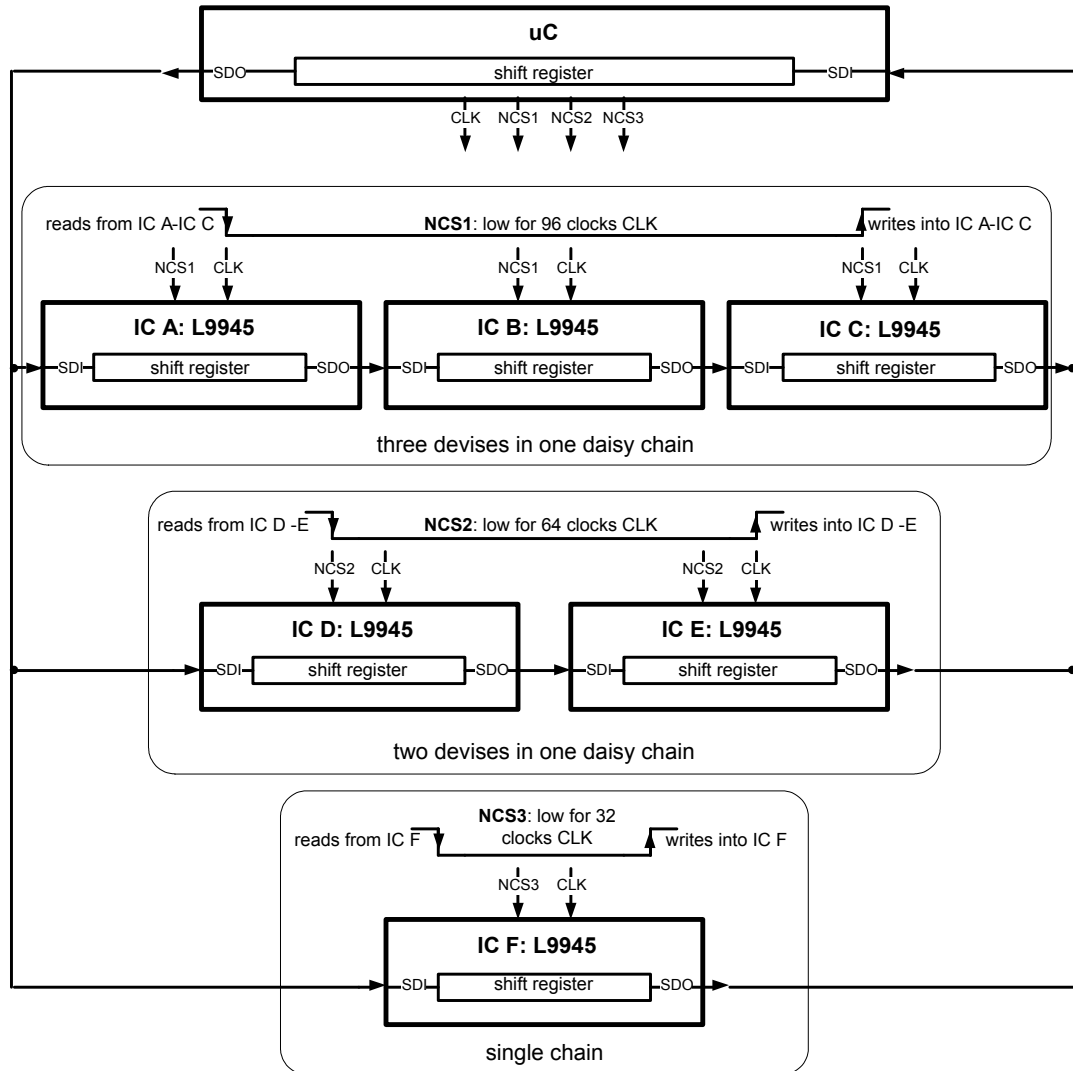 uC
SDO shift register SDI
CLK NCS1 NCS2 NCS3
reads from IC A-IC C NCS1: low for 96 clocks CLK writes into IC A-IC C
NCS1 CLK NCS1 CLK NCS1 CLK
IC A: L9945 IC B: L9945 IC C: L9945
SDI shift register SDO SDI shift register SDO SDI shift register SDO
three devises in one daisy chain
reads from IC D -E NCS2: low for 64 clocks CLK writes into IC D -E
NCS2 CLK NCS2 CLK
IC D: L9945 IC E: L9945
SDI shift register SDO SDI shift register SDO
two devises in one daisy chain
NCS3: low for 32
reads from IC F clocks CLK writes into IC F
NCS3 CLK
IC F: L9945
SDI shift register SDO
single chain